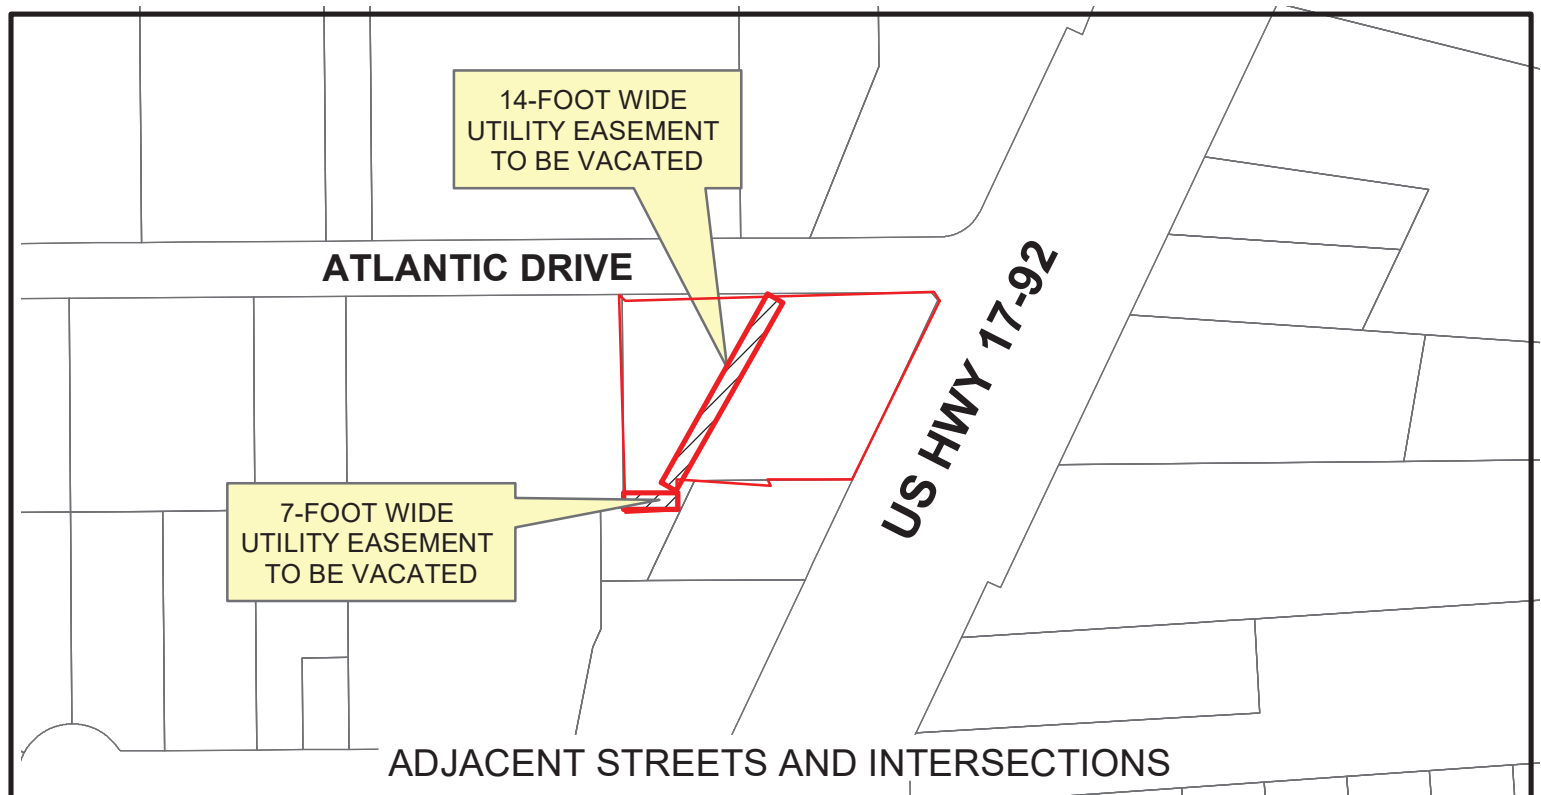 14-FOOT WIDE
UTILITY EASEMENT
TO BE VACATED
ATLANTIC DRIVE
US HWY 17-92
7-FOOT WIDE
UTILITY EASEMENT
TO BE VACATED
ADJACENT STREETS AND INTERSECTIONS